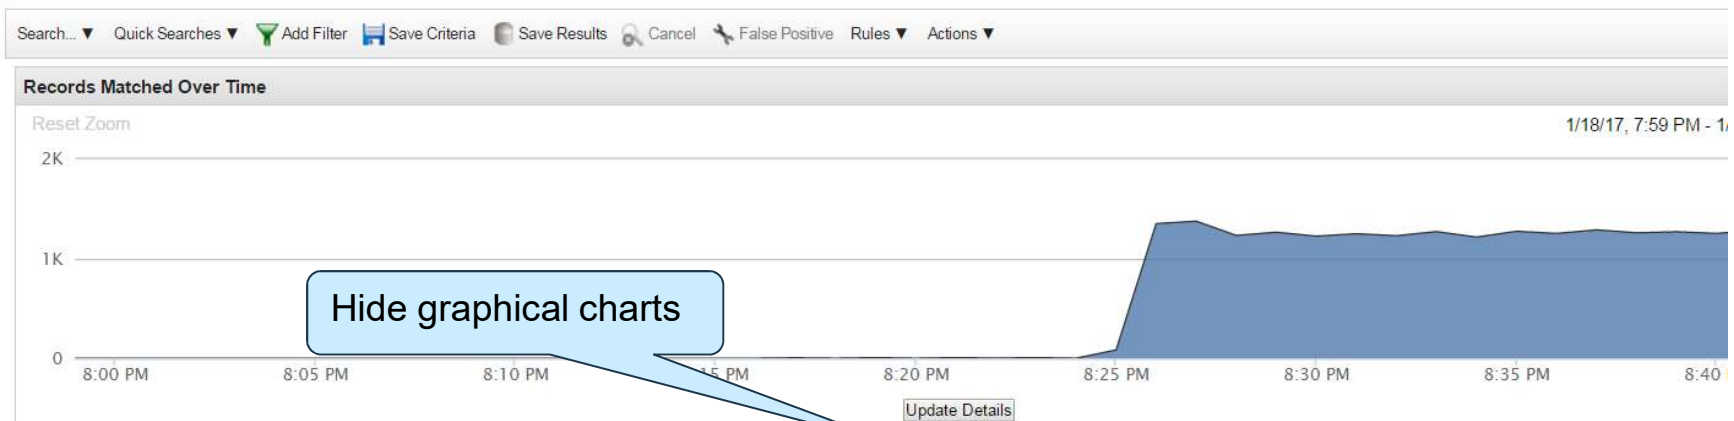 Search... ▼ Quick Searches ▼ Add Filter Save Criteria Save Results Cancel False Positive Rules ▼ Actions ▼
Records Matched Over Time
Reset Zoom
1/18/17, 7:59 PM - 1/
2K
1K
Hide graphical charts
0
8:00 PM 8:05 PM 8:10 PM 15 PM 8:20 PM 8:25 PM 8:30 PM 8:35 PM 8:40
Update Details